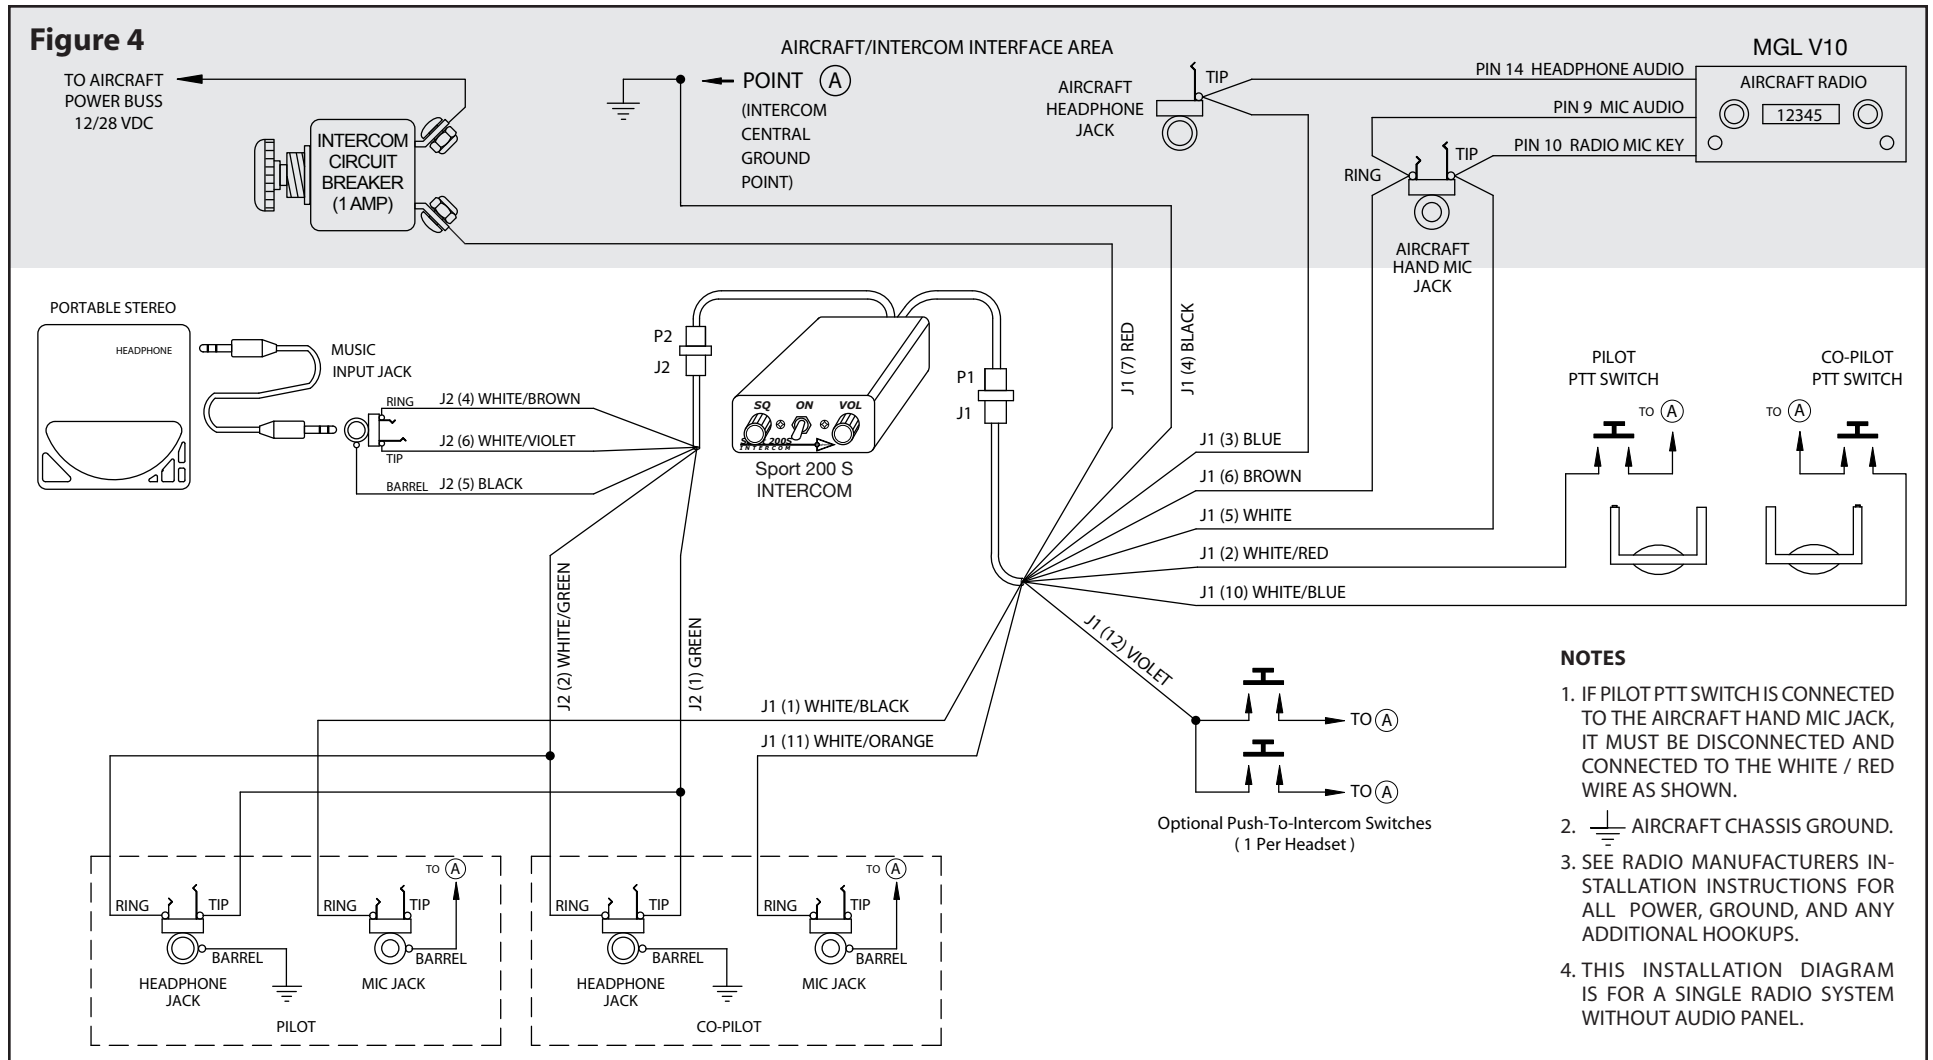 Figure 4
AIRCRAFT/INTERCOM INTERFACE AREA
MGL V10
TO AIRCRAFT
POWER BUSS
12/28 VDC
INTERCOM
CIRCUIT
BREAKER
(1 AMP)
POINT A
(INTERCOM
CENTRAL
GROUND
POINT)
AIRCRAFT
HEADPHONE
JACK
TIP
PIN 14 HEADPHONE AUDIO
PIN 9 MIC AUDIO
PIN 10 RADIO MIC KEY
AIRCRAFT RADIO
12345
RING
TIP
AIRCRAFT
HAND MIC
JACK
PORTABLE STEREO
HEADPHONE
MUSIC
INPUT JACK
RING
J2 (4) WHITE/BROWN
J2 (6) WHITE/VIOLET
TIP
BARREL
J2 (5) BLACK
P2
J2
SQ
ON
VOL
200S
INTERCOM
Sport 200 S
INTERCOM
P1
J1
J1 (7) RED
J1 (4) BLACK
J1 (3) BLUE
J1 (6) BROWN
J1 (5) WHITE
J1 (2) WHITE/RED
J1 (10) WHITE/BLUE
PILOT
PTT SWITCH
TO A
CO-PILOT
PTT SWITCH
TO A
J2 (2) WHITE/GREEN
J2 (1) GREEN
J1 (1) WHITE/BLACK
J1 (11) WHITE/ORANGE
J1 (12) VIOLET
TO A
TO A
Optional Push-To-Intercom Switches
( 1 Per Headset )
RING
TIP
BARREL
HEADPHONE
JACK
RING
TIP
TO A
BARREL
MIC JACK
PILOT
RING
TIP
BARREL
HEADPHONE
JACK
RING
TIP
TO A
BARREL
MIC JACK
CO-PILOT
NOTES
1. IF PILOT PTT SWITCH IS CONNECTED
TO THE AIRCRAFT HAND MIC JACK,
IT MUST BE DISCONNECTED AND
CONNECTED TO THE WHITE / RED
WIRE AS SHOWN.
2. AIRCRAFT CHASSIS GROUND.
3. SEE RADIO MANUFACTURERS IN-
STALLATION INSTRUCTIONS FOR
ALL POWER, GROUND, AND ANY
ADDITIONAL HOOKUPS.
4. THIS INSTALLATION DIAGRAM
IS FOR A SINGLE RADIO SYSTEM
WITHOUT AUDIO PANEL.